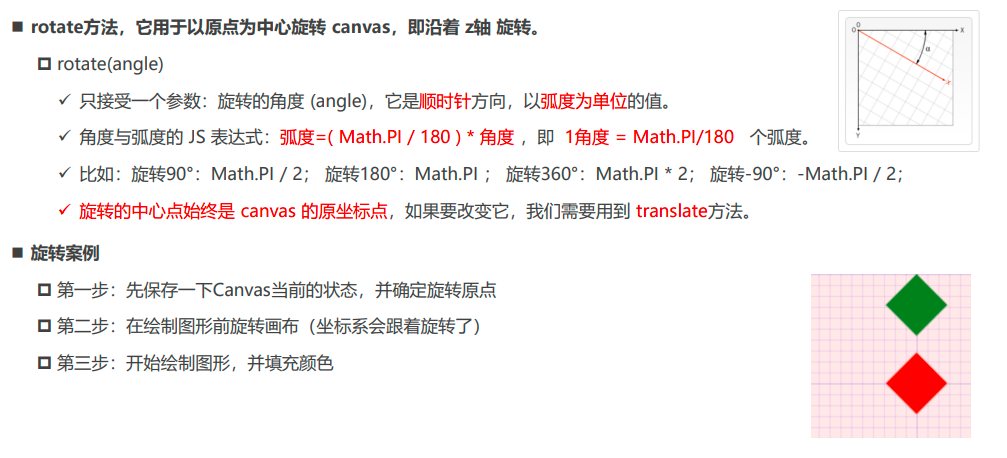 rotate方法，它用于以原点为中心旋转 canvas，即沿着 z轴 旋转。
rotate(angle)
只接受一个参数：旋转的角度 (angle)，它是顺时针方向，以弧度为单位的值。
角度与弧度的 JS 表达式：弧度=( Math.PI / 180 ) * 角度 ，即 1角度 = Math.PI/180 个弧度。
比如：旋转90°：Math.PI / 2； 旋转180°：Math.PI ； 旋转360°：Math.PI * 2； 旋转-90°：-Math.PI / 2；
旋转的中心点始终是 canvas 的原坐标点，如果要改变它，我们需要用到 translate方法。
O
O
X
α
X
Y
旋转案例
第一步：先保存一下Canvas当前的状态，并确定旋转原点
第二步：在绘制图形前旋转画布（坐标系会跟着旋转了）
第三步：开始绘制图形，并填充颜色